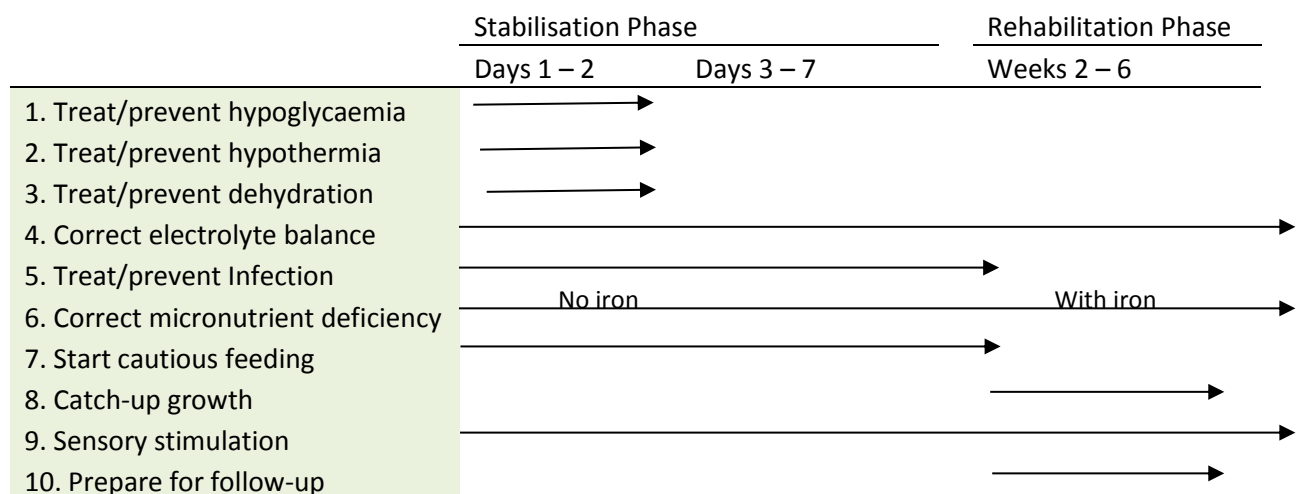 Stabilisation Phase Rehabilitation Phase
Days 1 – 2 Days 3 – 7 Weeks 2 – 6
1. Treat/prevent hypoglycaemia
2. Treat/prevent hypothermia
3. Treat/prevent dehydration
4. Correct electrolyte balance
5. Treat/prevent Infection
No iron With iron
6. Correct micronutrient deficiency
7. Start cautious feeding
8. Catch-up growth
9. Sensory stimulation
10. Prepare for follow-up